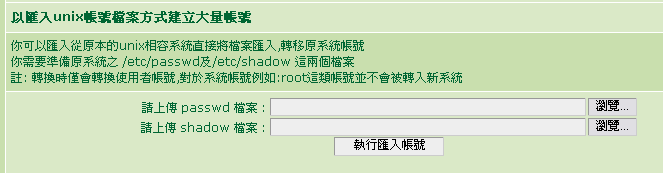 以匯入unix帳號檔案方式建立大量帳號
你可以匯入從原本的unix相容系統直接將檔案匯入,轉移原系統帳號
你需要準備原系統之 /etc/passwd及/etc/shadow 這兩個檔案
註: 轉換時僅會轉換使用者帳號,對於系統帳號例如:root這類帳號並不會被轉入新系統
請上傳 passwd 檔案 : 瀏覽...
請上傳 shadow 檔案 : 瀏覽...
執行匯入帳號